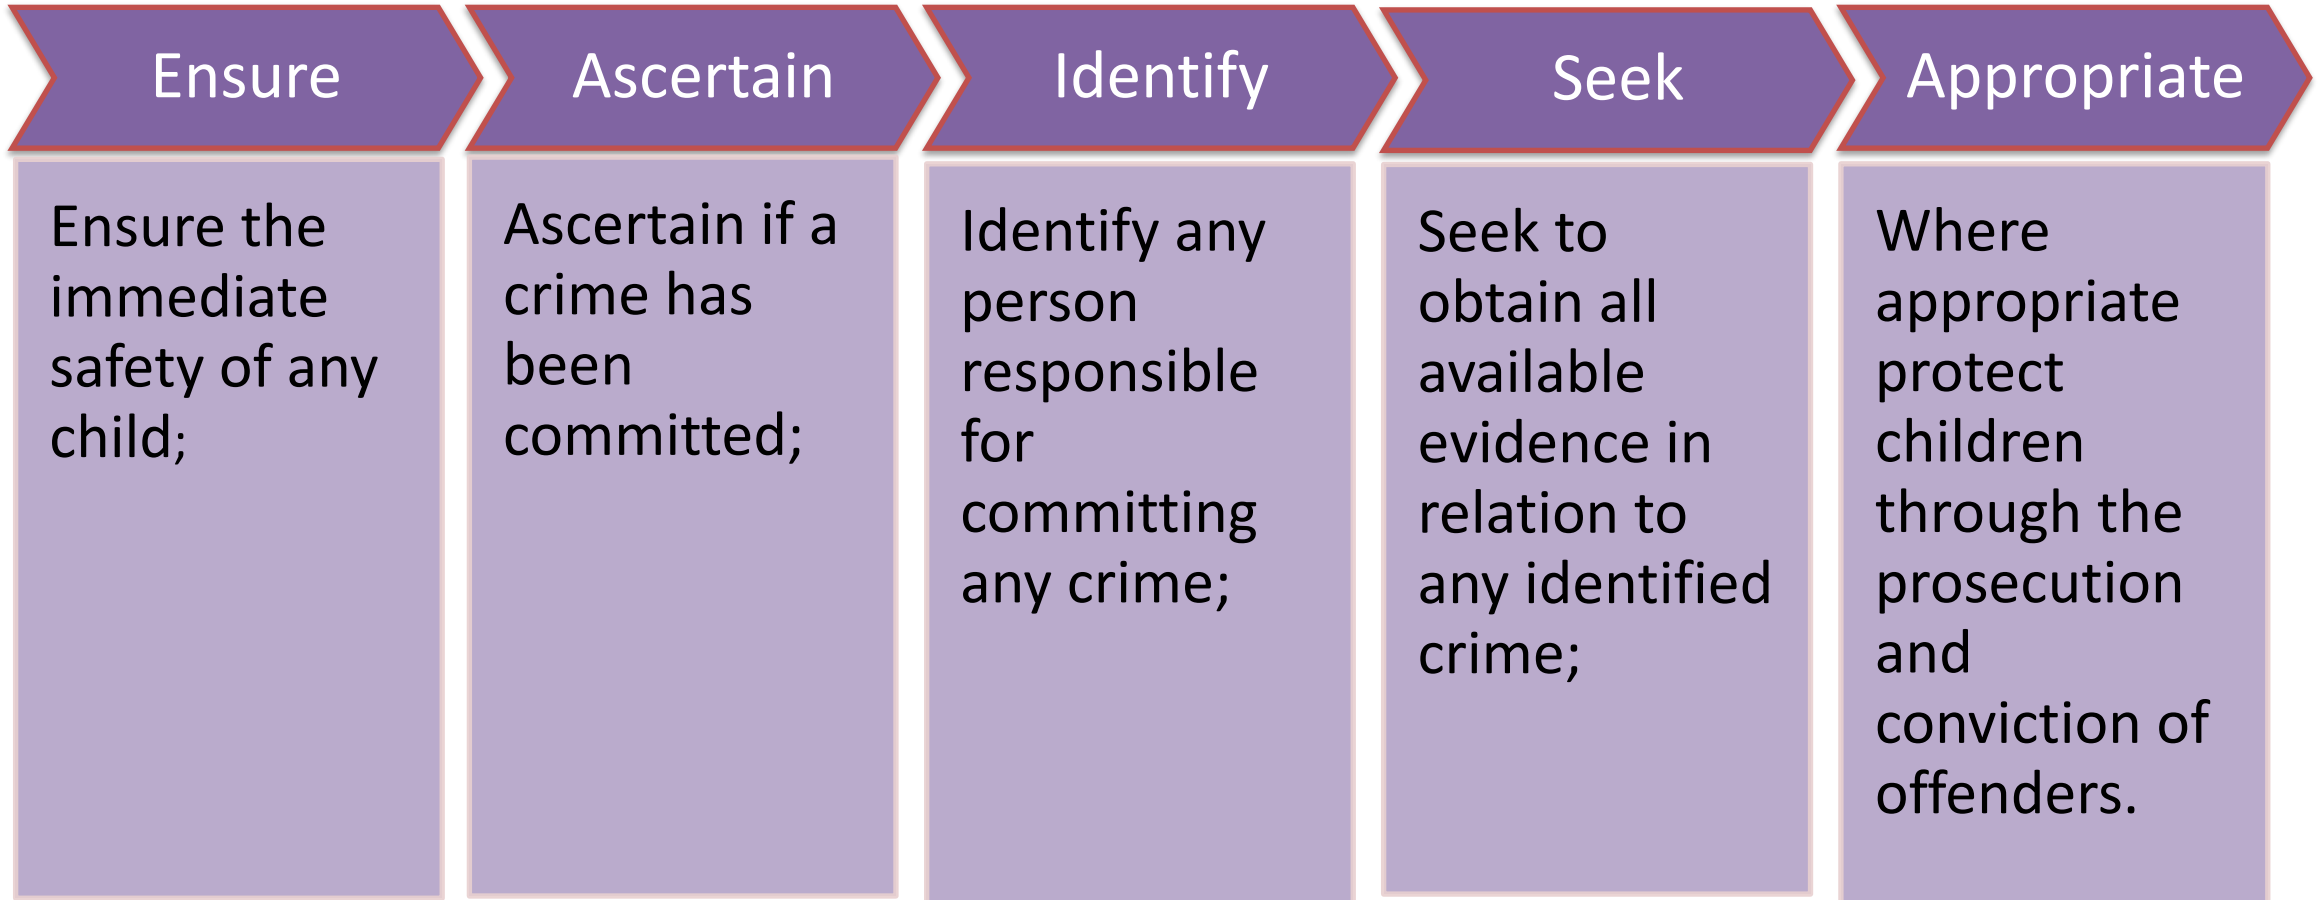 Ensure
Ensure the
immediate
safety of any
child;
Ascertain
Ascertain if a
crime has
been
committed;
Identify
Identify any
person
responsible
for
committing
any crime;
Seek
Seek to
obtain all
available
evidence in
relation to
any identified
crime;
Appropriate
Where
appropriate
protect
children
through the
prosecution
and
conviction of
offenders.